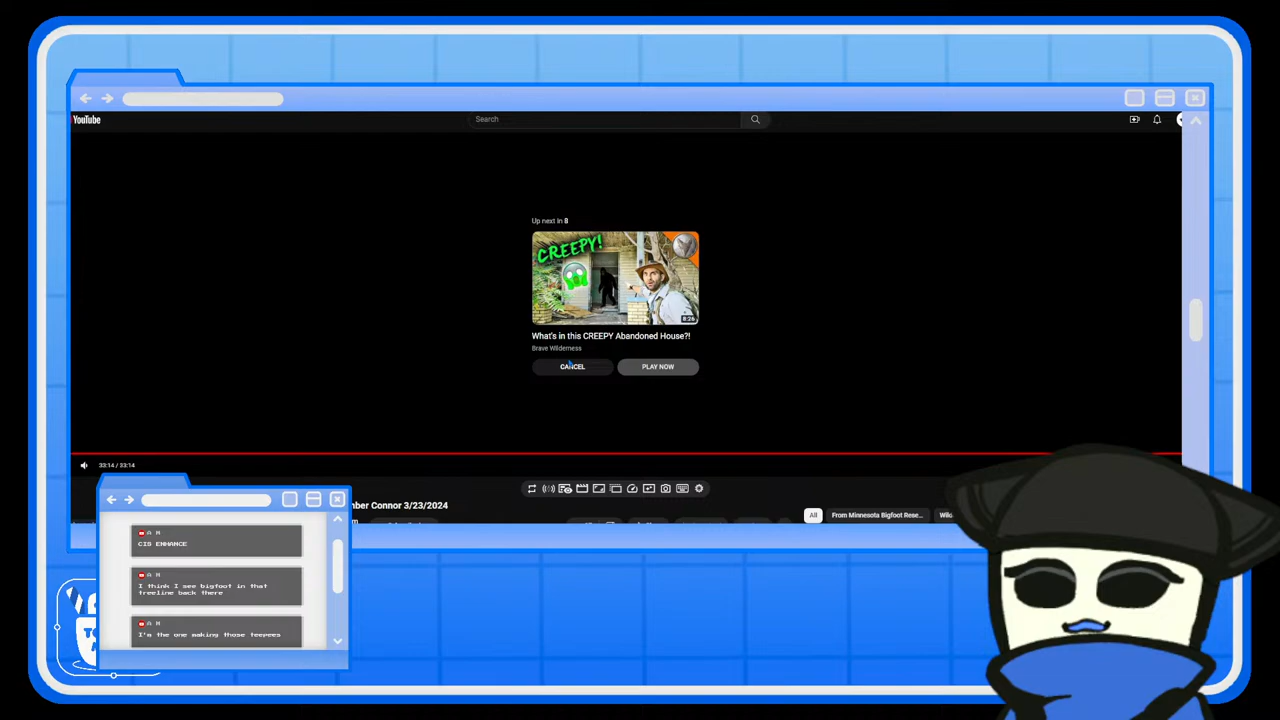 YouTube
Search
Up next in 8
CREEPY!
8:26
What's in this CREEPY Abandoned House?!
Brave Wilderness
CANCEL
PLAY NOW
33:14 / 33:14
mber Connor 3/23/2024
All
From Minnesota Bigfoot Rese...
A M
CIS ENHANCE
A M
I think I see bigfoot in that
treeline back there
A M
I'm the one making those teepees